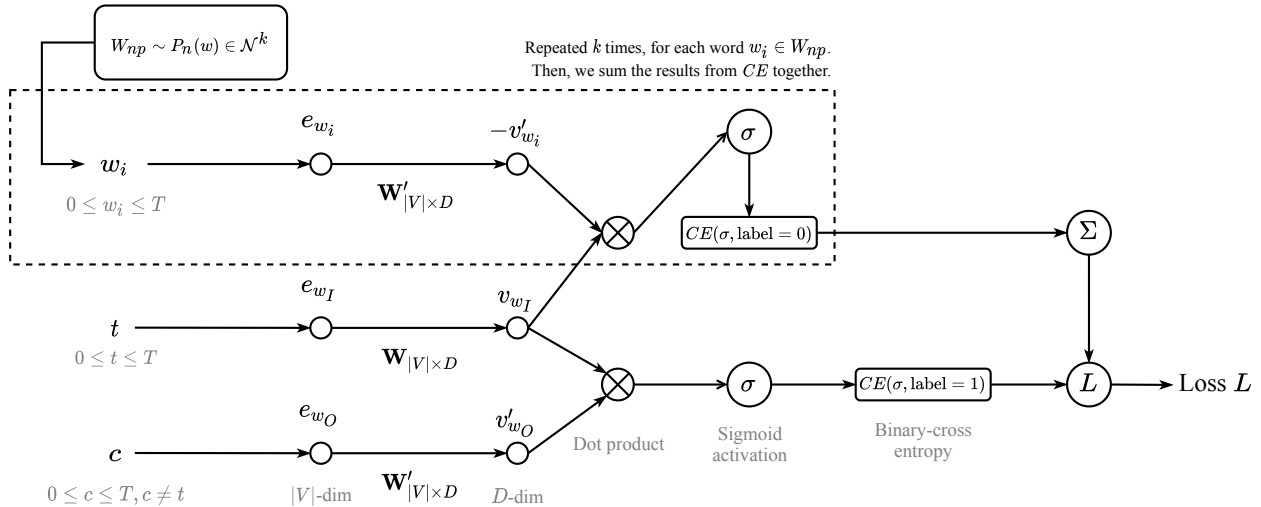 W_{np} ∼ P_n(w) ∈ 𝒩^k
Repeated k times, for each word w_i ∈ W_{np}.
Then, we sum the results from CE together.
e_{w_i}
−v′_{w_i}
σ
w_i
W′_{|V|×D}
0 ≤ w_i ≤ T
CE(σ, label = 0)
Σ
e_{w_I}
v_{w_I}
t
0 ≤ t ≤ T
W_{|V|×D}
σ
CE(σ, label = 1)
L
Loss L
e_{w_O}
v′_{w_O}
Dot product
Sigmoid
activation
Binary-cross
entropy
c
W′_{|V|×D}
0 ≤ c ≤ T, c ≠ t
|V|-dim
D-dim